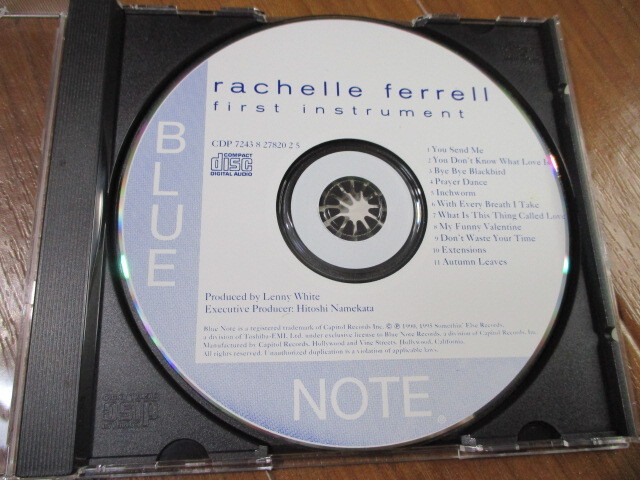 rachelle ferrell
first instrument
BLUE
CDP 7243 8 27820 2 5
COMPACT
disc
DIGITAL AUDIO
1 You Send Me
2 You Don't Know What Love Is
3 Bye Bye Blackbird
4 Prayer Dance
5 Inchworm
6 With Every Breath I Take
7 What Is This Thing Called Love
8 My Funny Valentine
9 Don't Waste Your Time
10 Extensions
11 Autumn Leaves
Produced by Lenny White
Executive Producer: Hitoshi Namekata
Blue Note is a registered trademark of Capitol Records Inc. © ℗ 1990, 1995 Somethin' Else Records,
a division of Toshiba-EMI, Ltd. under exclusive license to Blue Note Records, a division of Capitol Records Inc.
Manufactured by Capitol Records, Hollywood and Vine Streets, Hollywood, California.
All rights reserved. Unauthorized duplication is a violation of applicable laws.
NOTE®